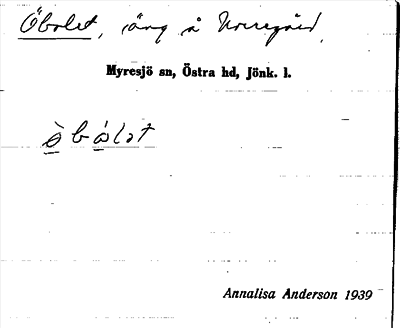 Öbolet, äng å Norregård,
Myresjö sn, Östra hd, Jönk. l.
ö̀ b ó̀l ə t
Annalisa Anderson 1939